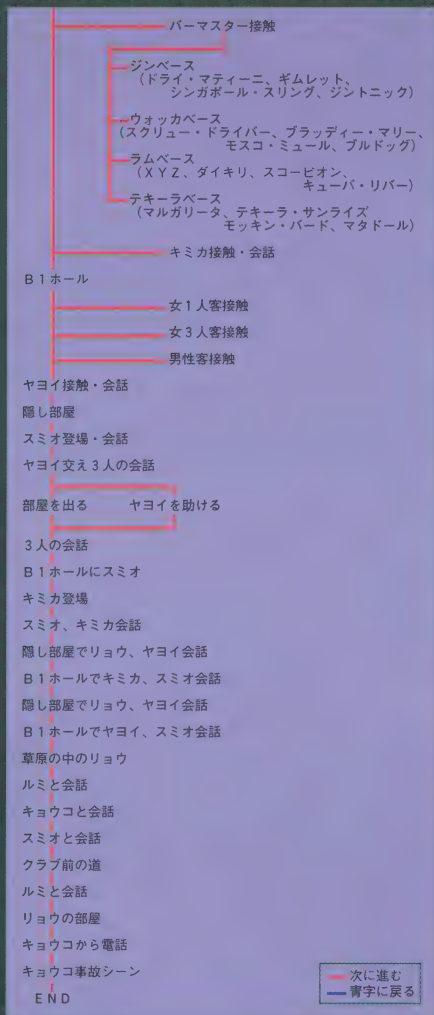 バーマスター接触
ジンベース
（ドライ・マティーニ、ギムレット、
シンガポール・スリング、ジントニック）
ウォッカベース
（スクリュー・ドライバー、ブラッディー・マリー、
モスコ・ミュール、ブルドッグ）
ラムベース
（ＸＹＺ、ダイキリ、スコーピオン、
キューバ・リバー）
テキーラベース
（マルガリータ、テキーラ・サンライズ
モッキン・バード、マタドール）
キミカ接触・会話
Ｂ１ホール
女１人客接触
女３人客接触
男性客接触
ヤヨイ接触・会話
隠し部屋
スミオ登場・会話
ヤヨイ交え３人の会話
部屋を出る　ヤヨイを助ける
３人の会話
Ｂ１ホールにスミオ
キミカ登場
スミオ、キミカ会話
隠し部屋でリョウ、ヤヨイ会話
Ｂ１ホールでキミカ、スミオ会話
隠し部屋でリョウ、ヤヨイ会話
Ｂ１ホールでヤヨイ、スミオ会話
草原の中のリョウ
ルミと会話
キョウコと会話
スミオと会話
クラブ前の道
ルミと会話
リョウの部屋
キョウコから電話
キョウコ事故シーン
ＥＮＤ
次に進む
青字に戻る